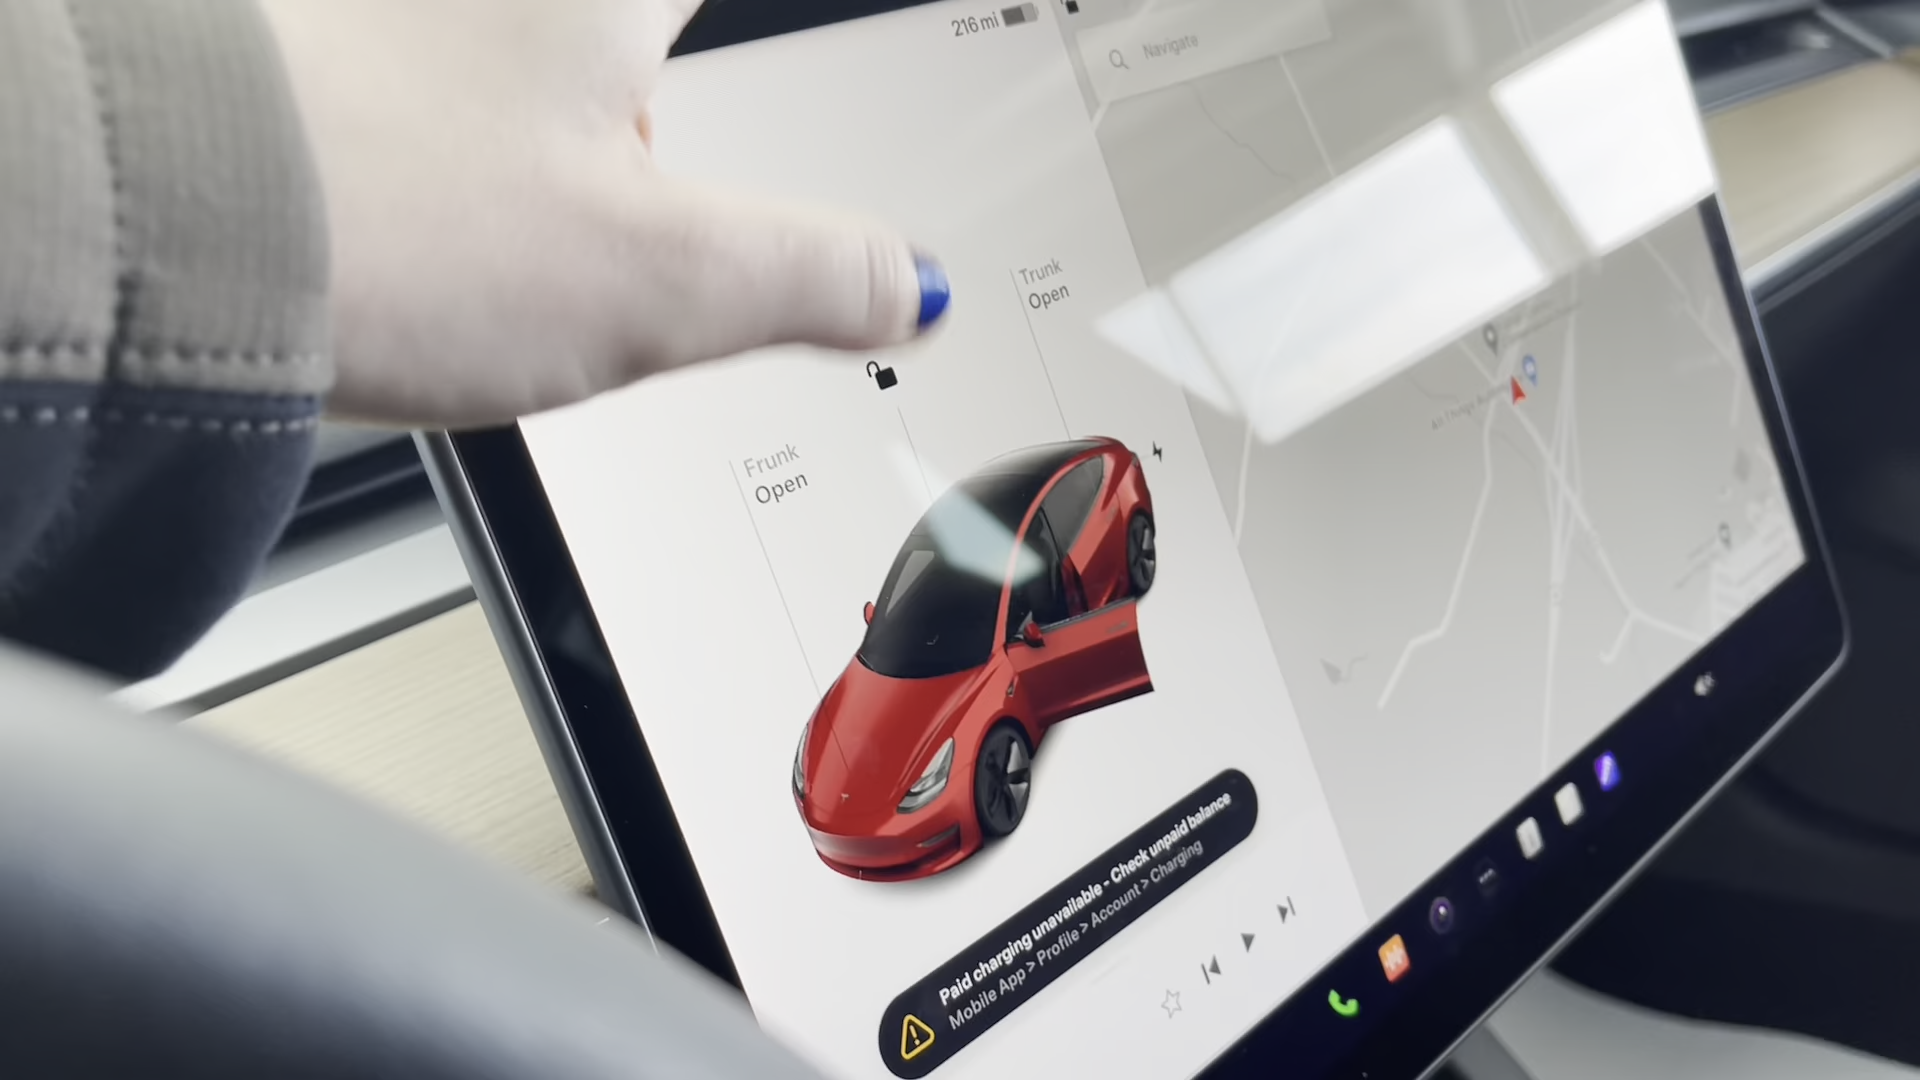 216 mi
Navigate
Trunk
Open
Frunk
Open
Paid charging unavailable - Check unpaid balance
Mobile App > Profile > Account > Charging